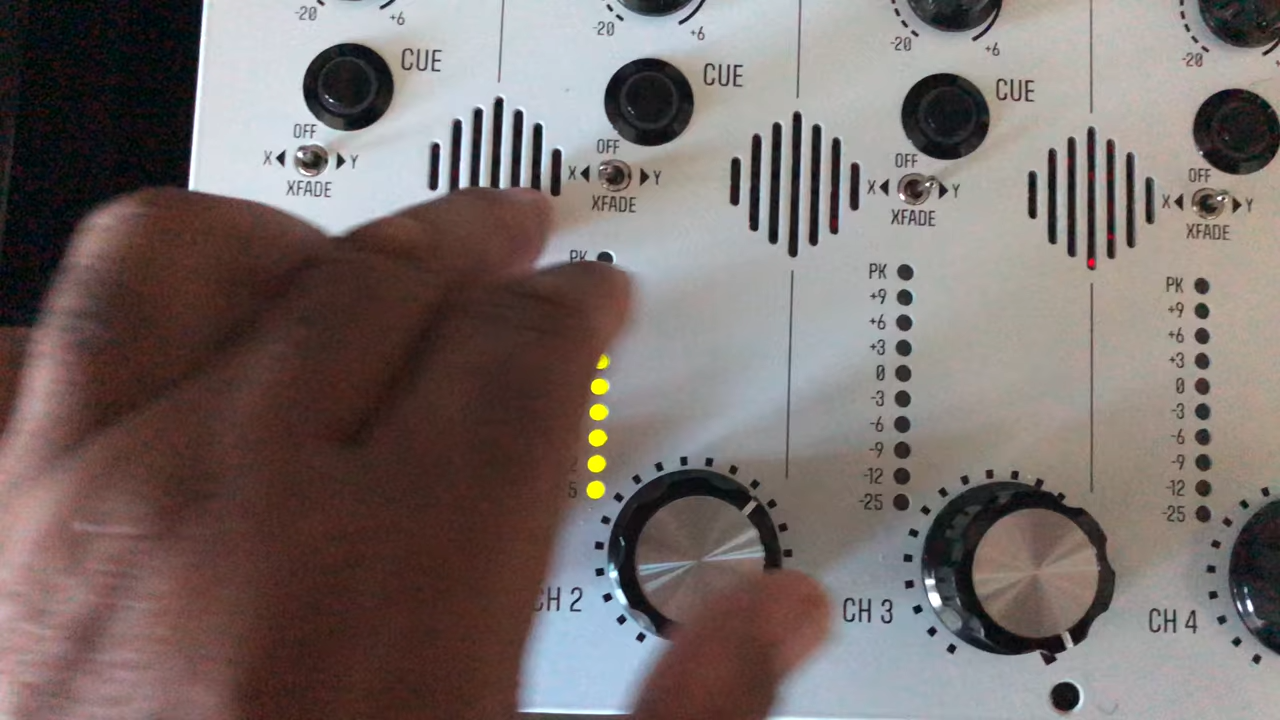 -20 +6
-20 +6
-20 +6
-20
CUE
CUE
CUE
OFF
X Y
XFADE
OFF
X Y
XFADE
OFF
X Y
XFADE
OFF
X Y
XFADE
PK
5
CH 2
PK
+9
+6
+3
0
-3
-6
-9
-12
-25
CH 3
PK
+9
+6
+3
0
-3
-6
-9
-12
-25
CH 4